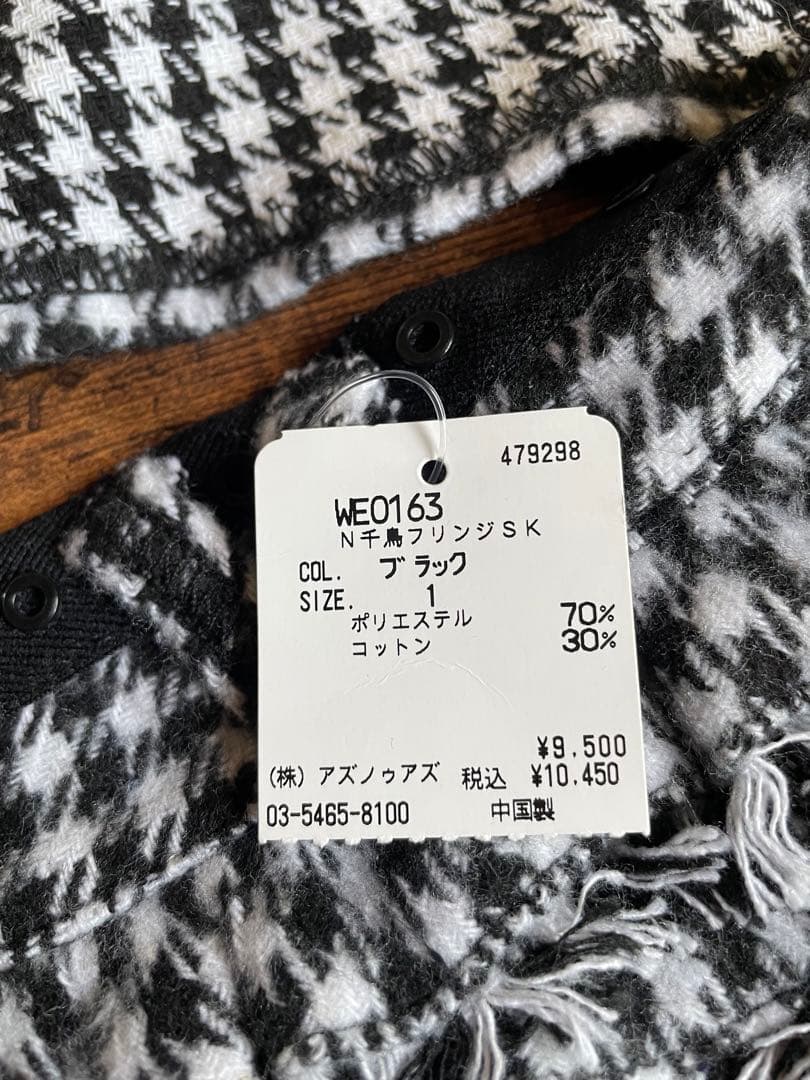 479298
WE0163
N千鳥フリンジSK
COL. ブラック
SIZE. 1
ポリエステル 70%
コットン 30%
¥9,500
(株) アズノゥアズ 税込 ¥10,450
03-5465-8100 中国製